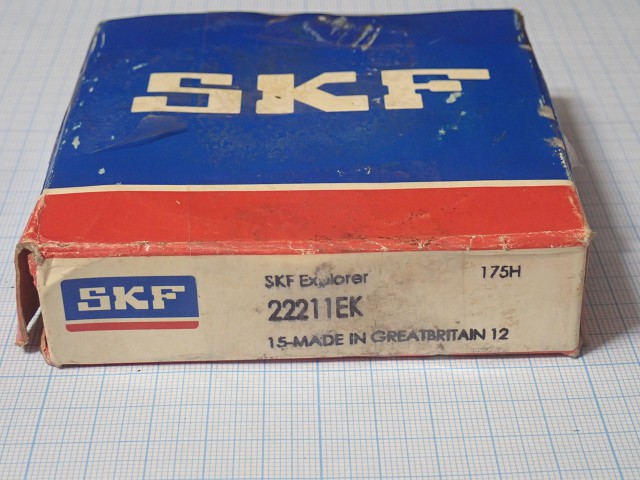 SKF
SKF
SKF Explorer
175H
22211EK
15-MADE IN GREATBRITAIN 12